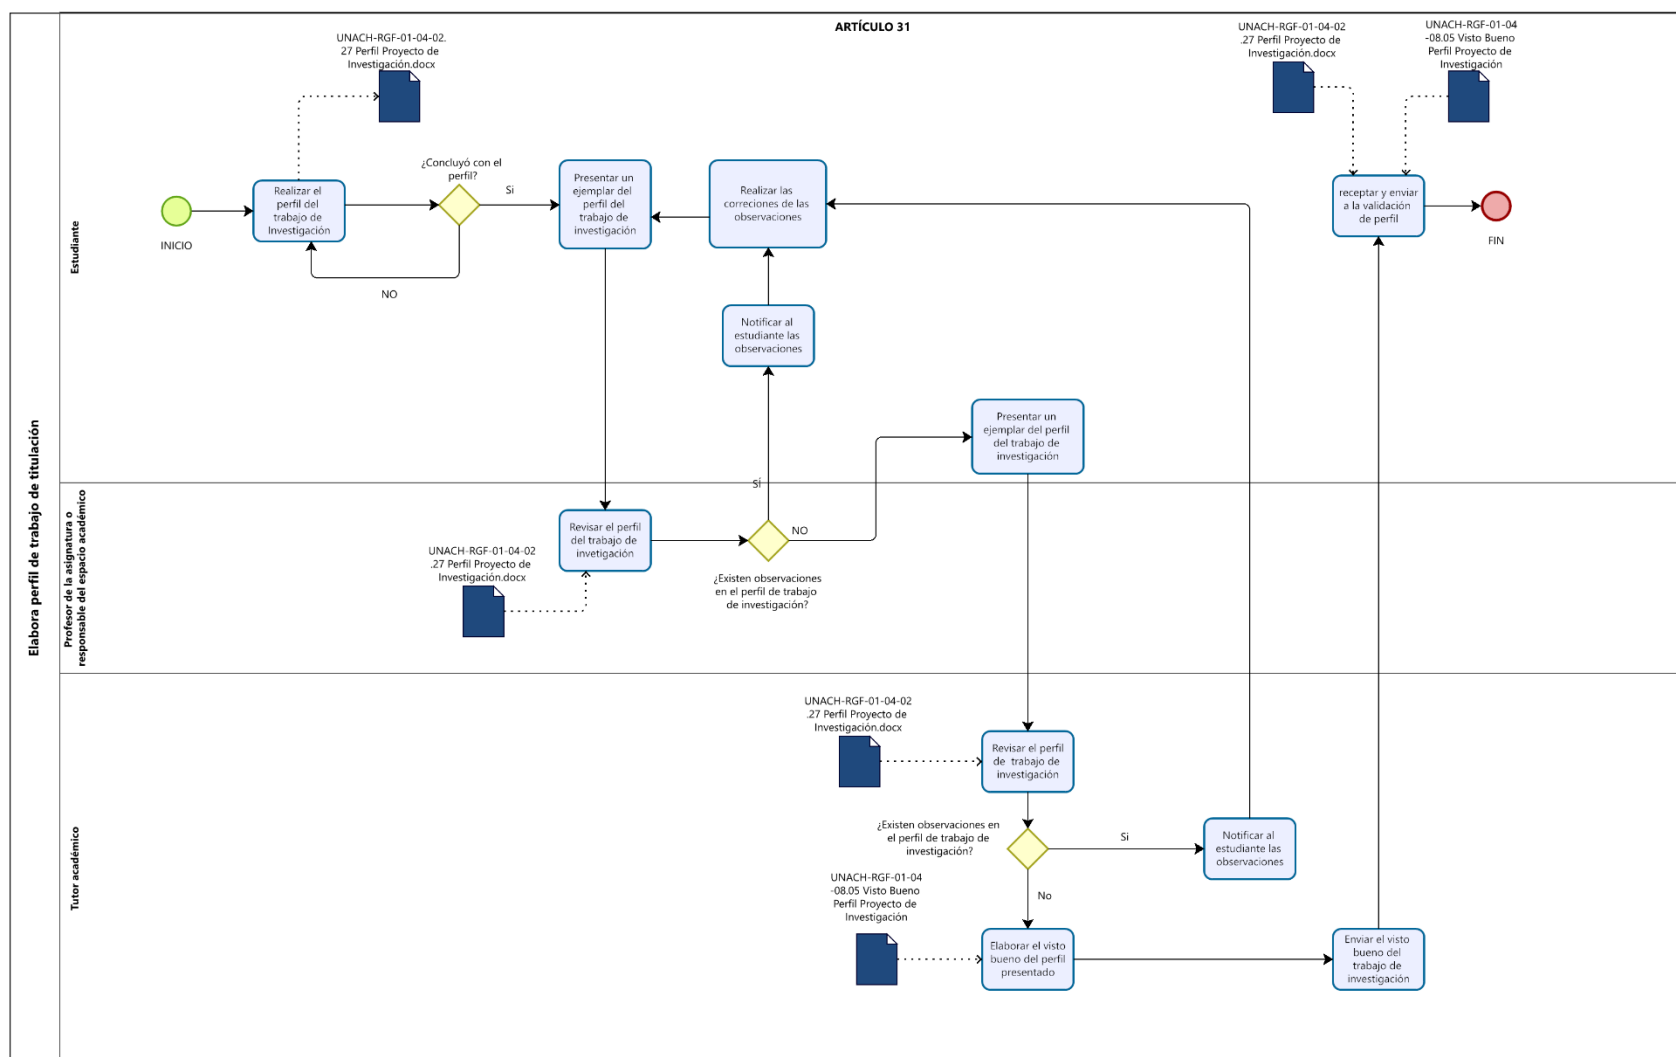 ARTÍCULO 31
Elabora perfil de trabajo de titulación
Estudiante
UNACH-RGF-01-04-02.
27 Perfil Proyecto de
Investigación.docx
INICIO
Realizar el
perfil del
trabajo de
Investigación
¿Concluyó con el
perfil?
Si
NO
Presentar un
ejemplar del
perfil del
trabajo de
investigación
Realizar las
correciones de las
observaciones
Notificar al
estudiante las
observaciones
Presentar un
ejemplar del perfil
del trabajo de
investigación
UNACH-RGF-01-04-02
.27 Perfil Proyecto de
Investigación.docx
UNACH-RGF-01-04
-08.05 Visto Bueno
Perfil Proyecto de
Investigación
receptar y enviar
a la validación
de perfil
FIN
Profesor de la asignatura o
responsable del espacio académico
UNACH-RGF-01-04-02
.27 Perfil Proyecto de
Investigación.docx
Revisar el perfil
del trabajo de
invetigación
SÍ
NO
¿Existen observaciones
en el perfil de trabajo
de investigación?
Tutor académico
UNACH-RGF-01-04-02
.27 Perfil Proyecto de
Investigación.docx
Revisar el perfil
de trabajo de
investigación
¿Existen observaciones en
el perfil de trabajo de
investigación?
Si
No
Notificar al
estudiante las
observaciones
UNACH-RGF-01-04
-08.05 Visto Bueno
Perfil Proyecto de
Investigación
Elaborar el visto
bueno del perfil
presentado
Enviar el visto
bueno del
trabajo de
investigación